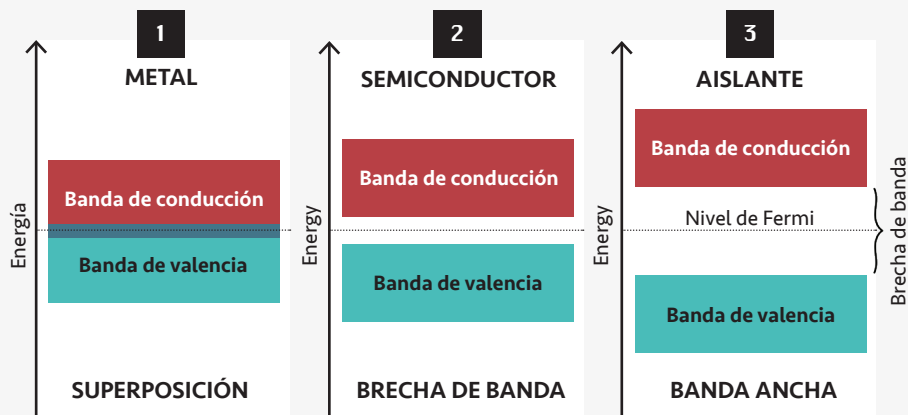 1
METAL
Energía
Banda de conducción
Banda de valencia
SUPERPOSICIÓN
2
SEMICONDUCTOR
Energy
Banda de conducción
Banda de valencia
BRECHA DE BANDA
3
AISLANTE
Energy
Banda de conducción
Nivel de Fermi
Banda de valencia
Brecha de banda
BANDA ANCHA